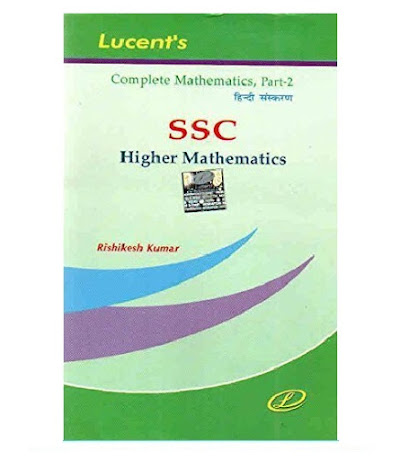 Lucent's
Complete Mathematics, Part-2
हिन्दी संस्करण
SSC
Higher Mathematics
Rishikesh Kumar
L